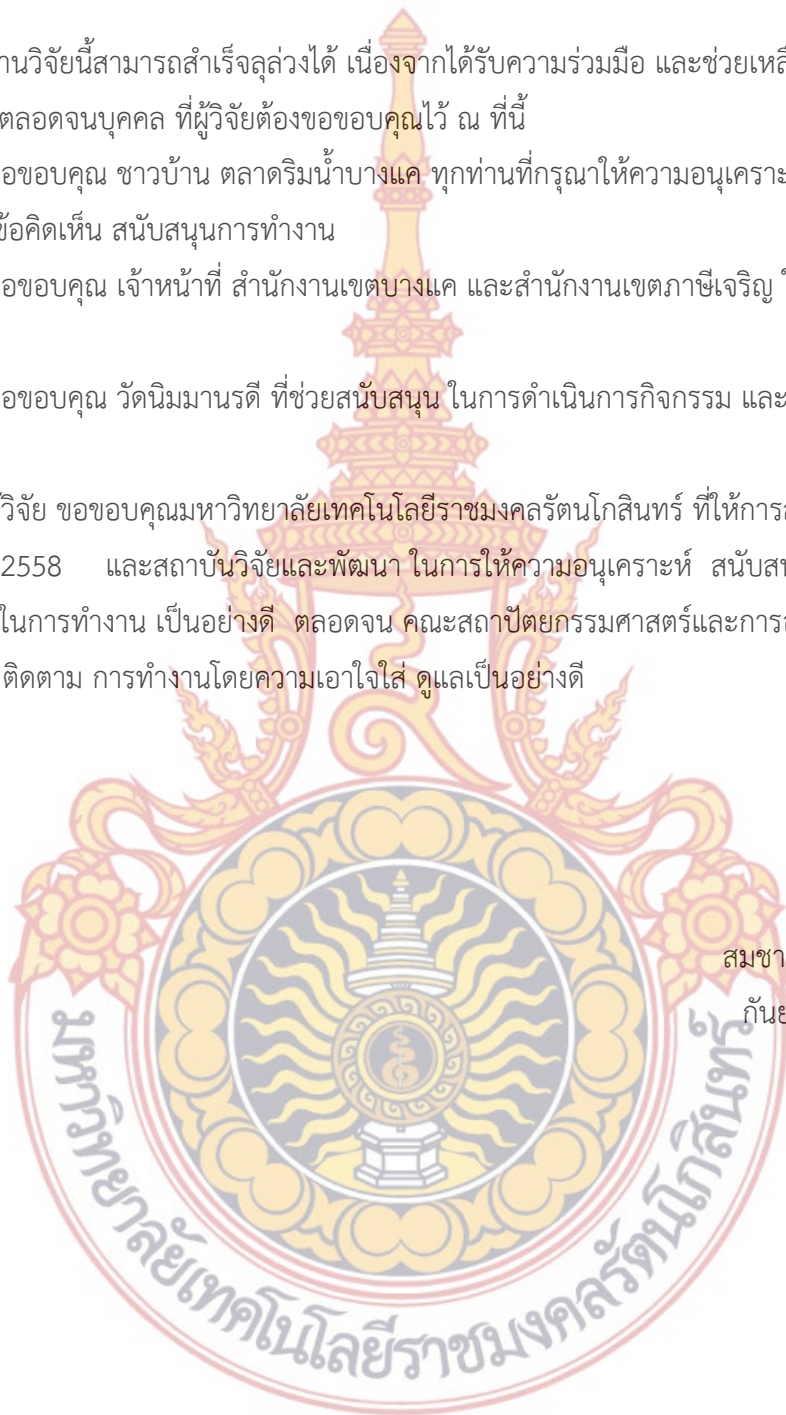 านวิจัยนี้สามารถสำเร็จลุล่วงได้ เนื่องจากได้รับความร่วมมือ และช่วยเหลื
ตลอดจนบุคคล ที่ผู้วิจัยต้องขอขอบคุณไว้ ณ ที่นี้
อขอบคุณ ชาวบ้าน ตลาดริมน้ำบางแค ทุกท่านที่กรุณาให้ความอนุเคราะ
ข้อคิดเห็น สนับสนุนการทำงาน
อขอบคุณ เจ้าหน้าที่ สำนักงานเขตบางแค และสำนักงานเขตภาษีเจริญ
อขอบคุณ วัดนิมมานรดี ที่ช่วยสนับสนุน ในการดำเนินการกิจกรรม และ
วิจัย ขอขอบคุณมหาวิทยาลัยเทคโนโลยีราชมงคลรัตนโกสินทร์ ที่ให้การ
2558 และสถาบันวิจัยและพัฒนา ในการให้ความอนุเคราะห์ สนับส
ในการทำงาน เป็นอย่างดี ตลอดจน คณะสถาปัตยกรรมศาสตร์และการ
ติดตาม การทำงานโดยความเอาใจใส่ ดูแลเป็นอย่างดี
สมชา
กันย
มหาวิทยาลัยเทคโนโลยีราชมงคลรัตนโกสินทร์